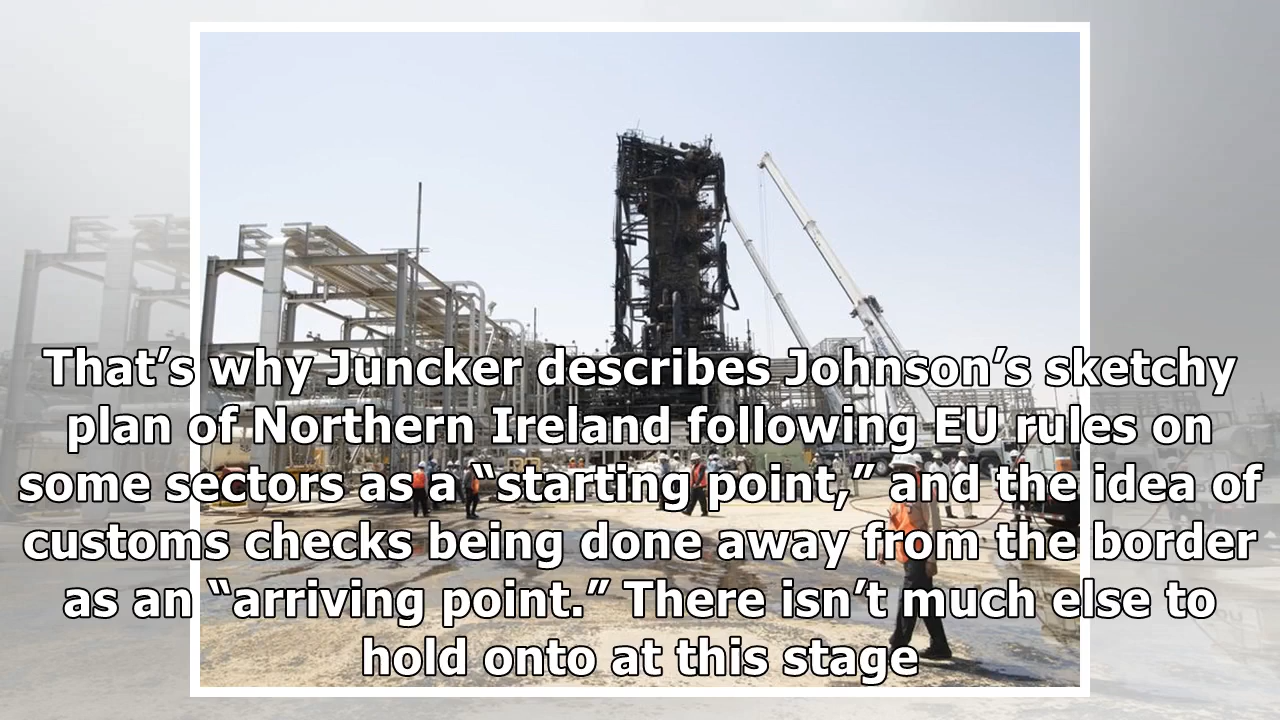 That’s why Juncker describes Johnson’s sketchy
plan of Northern Ireland following EU rules on
some sectors as a “starting point,” and the idea of
customs checks being done away from the border
as an “arriving point.” There isn’t much else to
hold onto at this stage